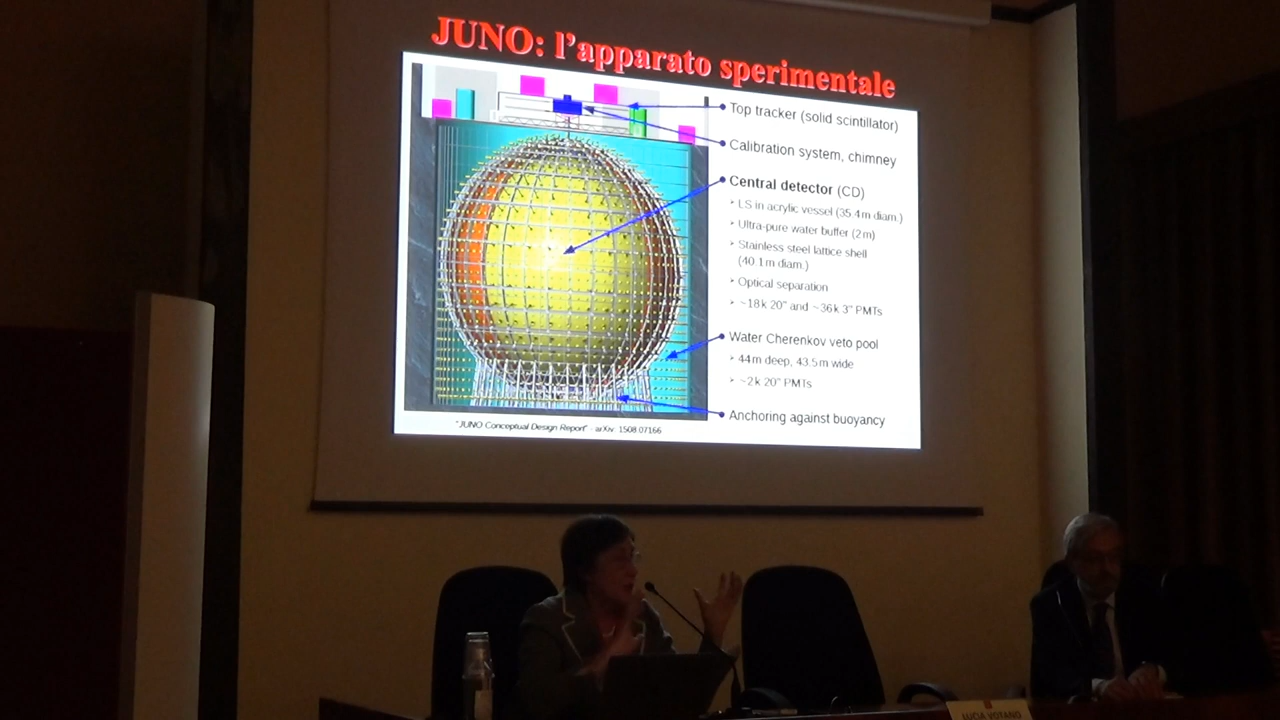 JUNO: l'apparato sperimentale
Top tracker (solid scintillator)
Calibration system, chimney
Central detector (CD)
➤ LS in acrylic vessel (35.4m diam.)
➤ Ultra-pure water buffer (2m)
➤ Stainless steel lattice shell
(40.1m diam.)
➤ Optical separation
➤ ~18k 20" and ~36k 3" PMTs
Water Cherenkov veto pool
➤ 44m deep, 43.5m wide
➤ ~2k 20" PMTs
Anchoring against buoyancy
"JUNO Conceptual Design Report" - arXiv: 1508.07166
LUCIA VOTANO